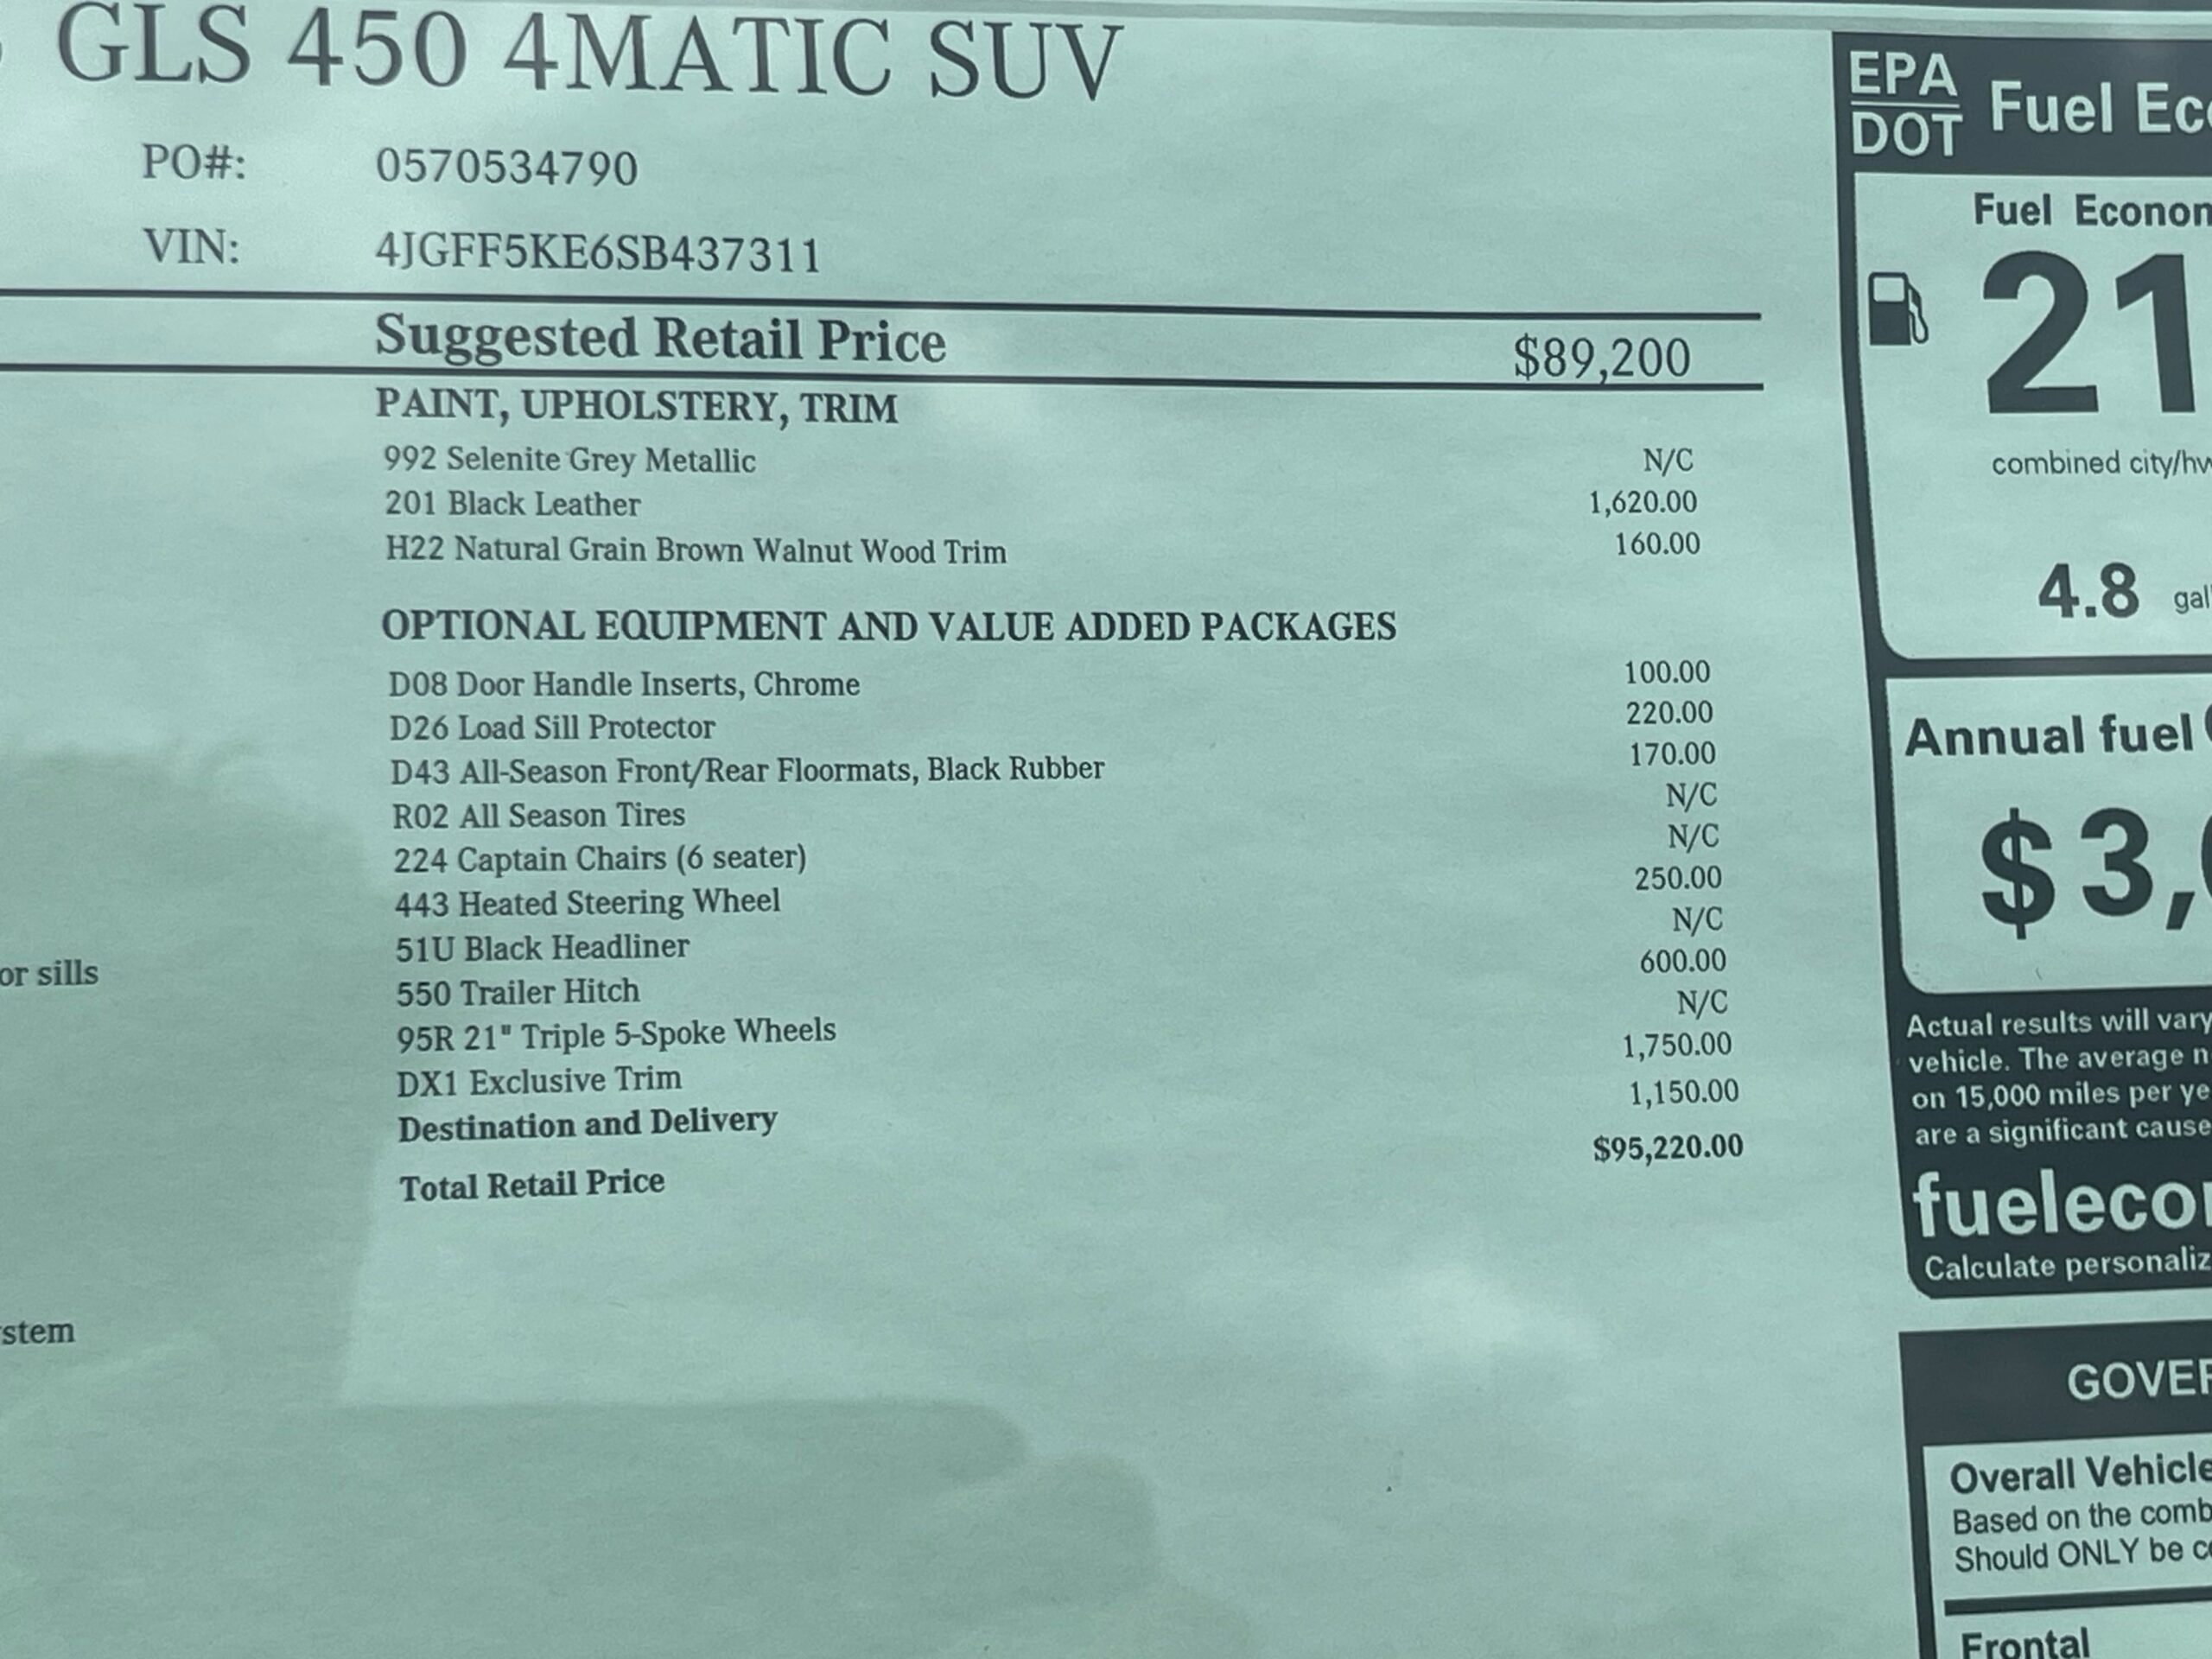 GLS 450 4MATIC SUV
PO#: 0570534790
VIN: 4JGFF5KE6SB437311
Suggested Retail Price $89,200
PAINT, UPHOLSTERY, TRIM
992 Selenite Grey Metallic N/C
201 Black Leather 1,620.00
H22 Natural Grain Brown Walnut Wood Trim 160.00
OPTIONAL EQUIPMENT AND VALUE ADDED PACKAGES
D08 Door Handle Inserts, Chrome 100.00
D26 Load Sill Protector 220.00
D43 All-Season Front/Rear Floormats, Black Rubber 170.00
R02 All Season Tires N/C
224 Captain Chairs (6 seater) N/C
443 Heated Steering Wheel 250.00
51U Black Headliner N/C
550 Trailer Hitch 600.00
95R 21" Triple 5-Spoke Wheels N/C
DX1 Exclusive Trim 1,750.00
Destination and Delivery 1,150.00
Total Retail Price $95,220.00
or sills
stem
EPA
DOT
Fuel Ec
Fuel Econom
21
combined city/hw
4.8 gal
Annual fuel
$3,
Actual results will vary
vehicle. The average n
on 15,000 miles per ye
are a significant cause
fueleco
Calculate personaliz
GOVER
Overall Vehicle
Based on the comb
Should ONLY be c
Frontal